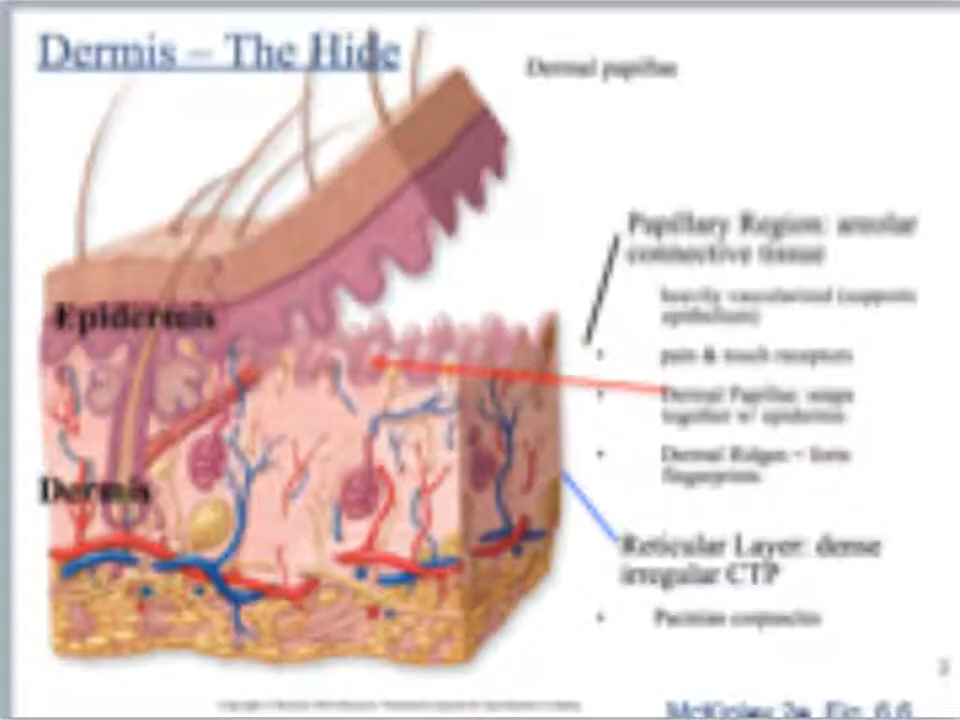 Dermis – The Hide
Dermal papillae
Papillary Region: areolar
connective tissue
heavily vascularized (supports
epithelium)
• pain & touch receptors
• Dermal Papillae: snaps
together w/ epidermis
• Dermal Ridges = form
fingerprints
Epidermis
Dermis
Reticular Layer: dense
irregular CTP
• Pacinian corpuscles
McKinley 2e, Fig. 6.6